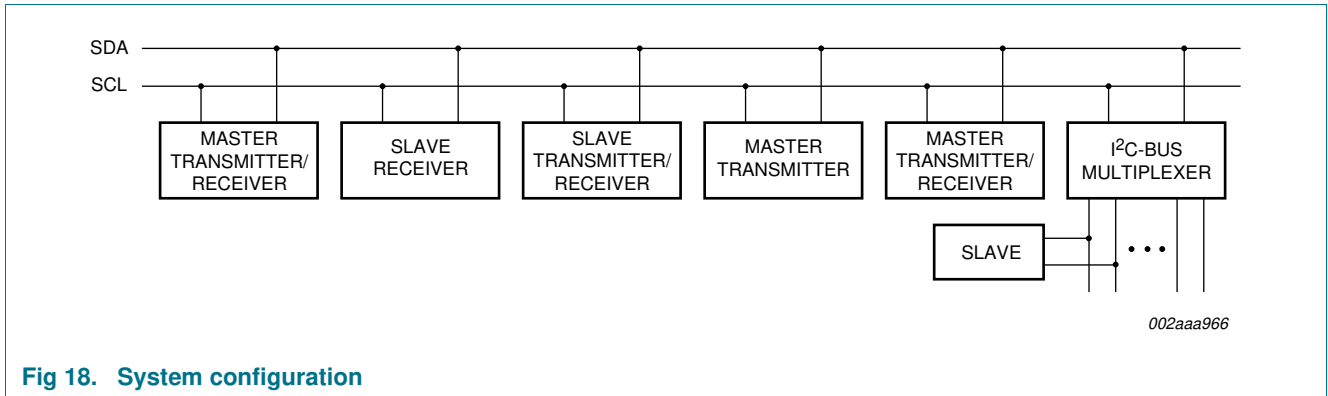 SDA
SCL
MASTER
TRANSMITTER/
RECEIVER
SLAVE
RECEIVER
SLAVE
TRANSMITTER/
RECEIVER
MASTER
TRANSMITTER
MASTER
TRANSMITTER/
RECEIVER
I²C-BUS
MULTIPLEXER
SLAVE
002aaa966
Fig 18. System configuration